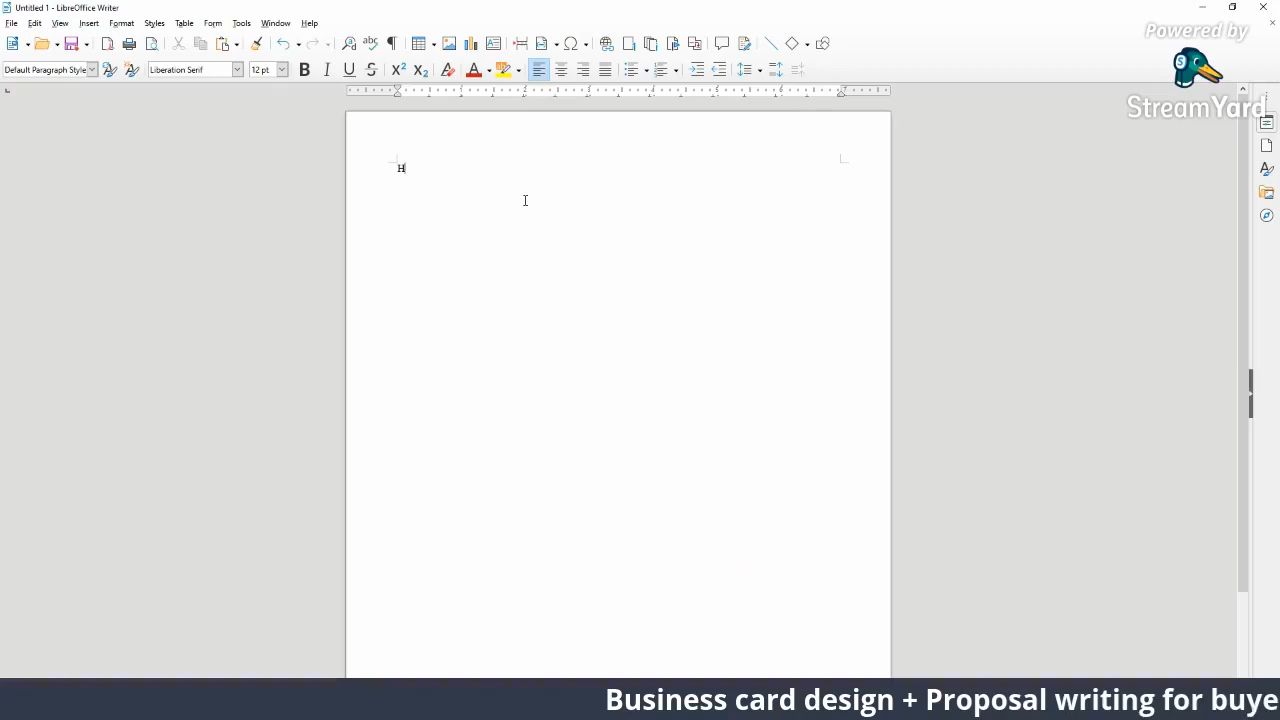 Untitled 1 - LibreOffice Writer
File Edit View Insert Format Styles Table Form Tools Window Help
Powered by
StreamYard
Default Paragraph Style Liberation Serif 12 pt
H
Business card design + Proposal writing for buye